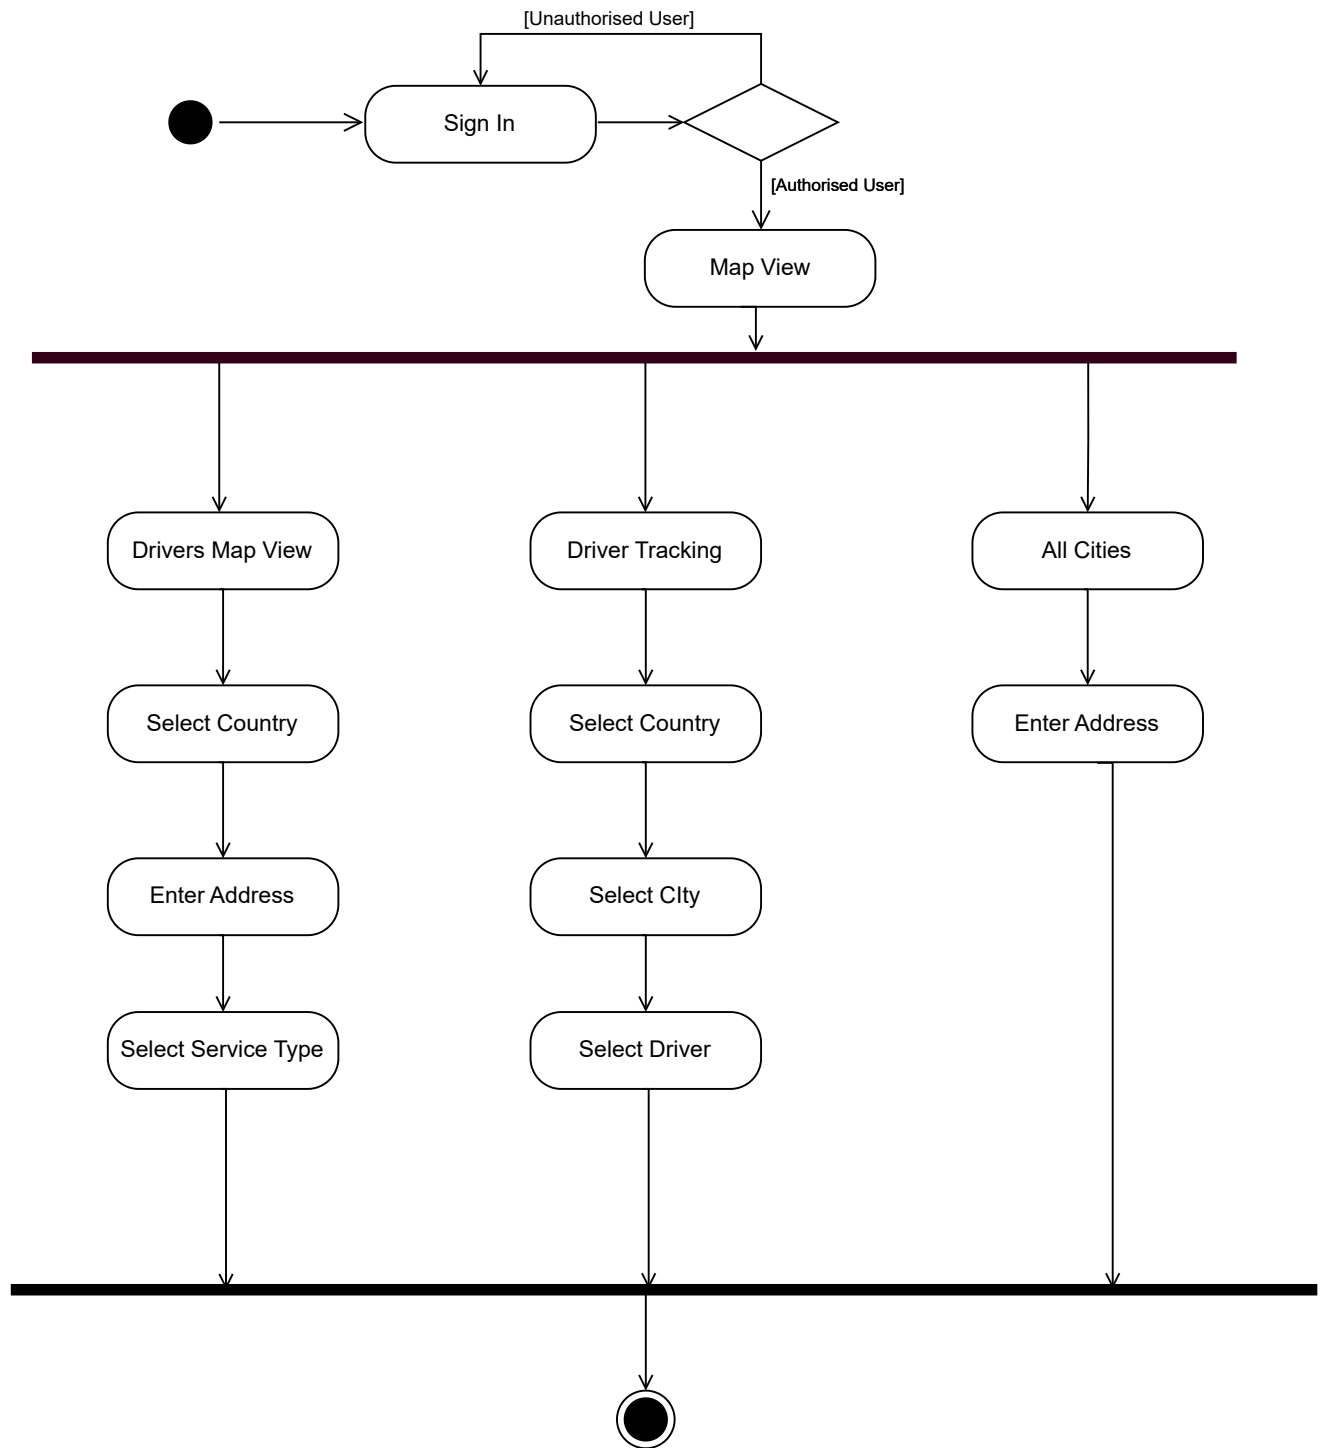 [Unauthorised User]
Sign In
[Authorised User]
Map View
Drivers Map View
Driver Tracking
All Cities
Select Country
Select Country
Enter Address
Enter Address
Select CIty
Select Service Type
Select Driver